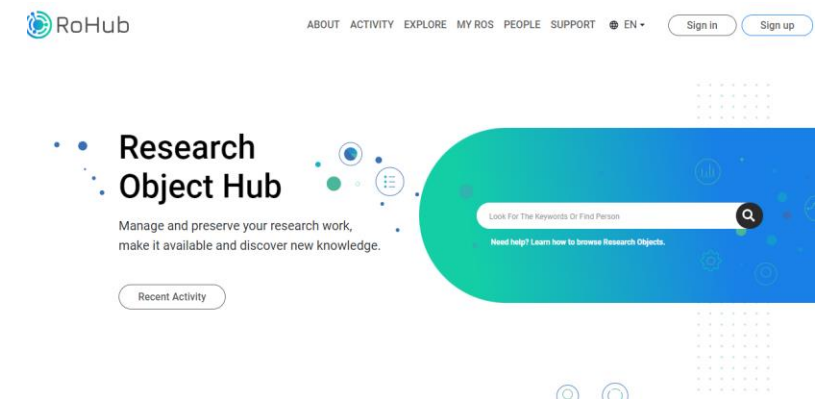 RoHub
ABOUT ACTIVITY EXPLORE MY ROS PEOPLE SUPPORT EN
Sign in
Sign up
Research
Object Hub
Manage and preserve your research work,
make it available and discover new knowledge.
Look For The Keywords Or Find Person
Need help? Learn how to browse Research Objects.
Recent Activity